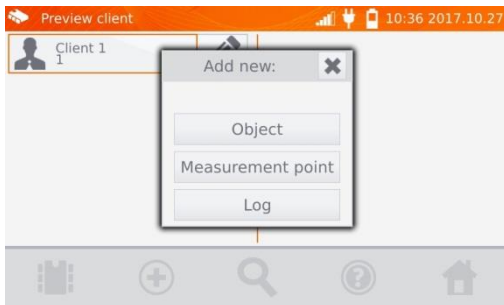 Preview client
10:36 2017.10.27
Client 1
1
Add new:
Object
Measurement point
Log